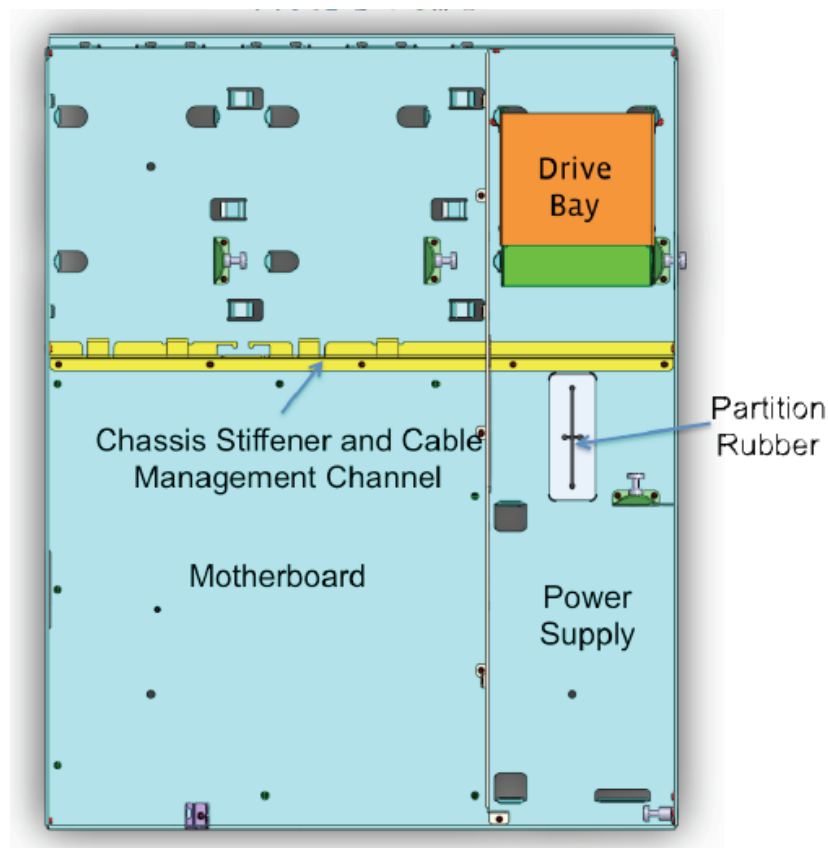 Drive
Bay
Partition
Rubber
Chassis Stiffener and Cable
Management Channel
Motherboard
Power
Supply